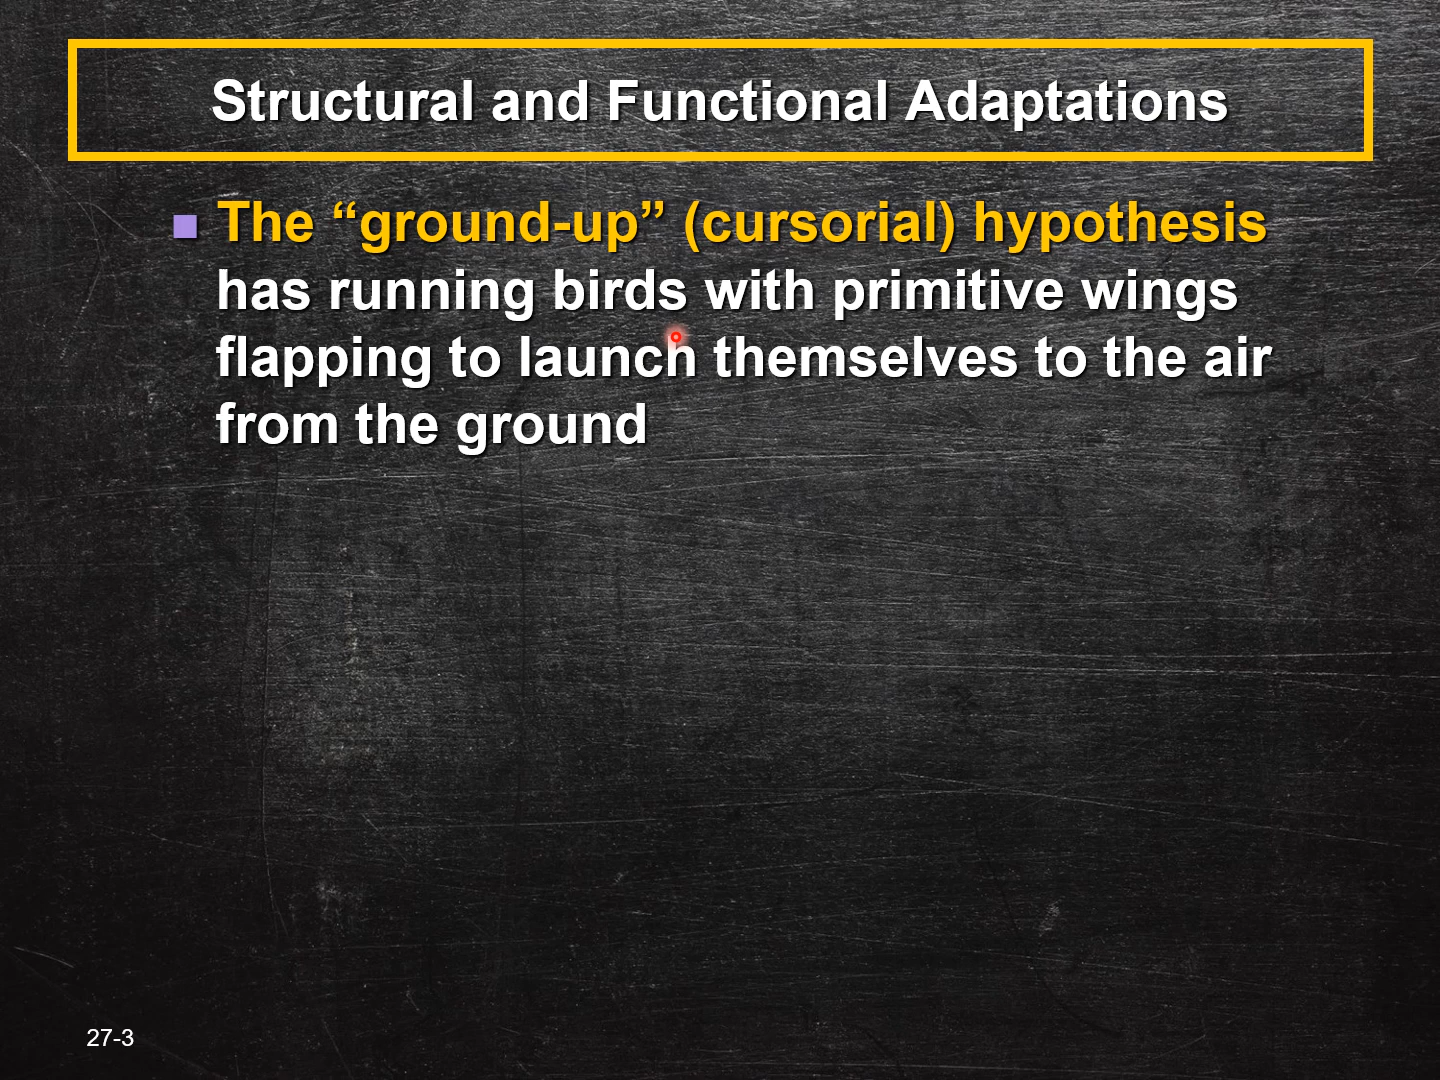 Structural and Functional Adaptations
■ The “ground-up” (cursorial) hypothesis
has running birds with primitive wings
flapping to launch themselves to the air
from the ground
27-3